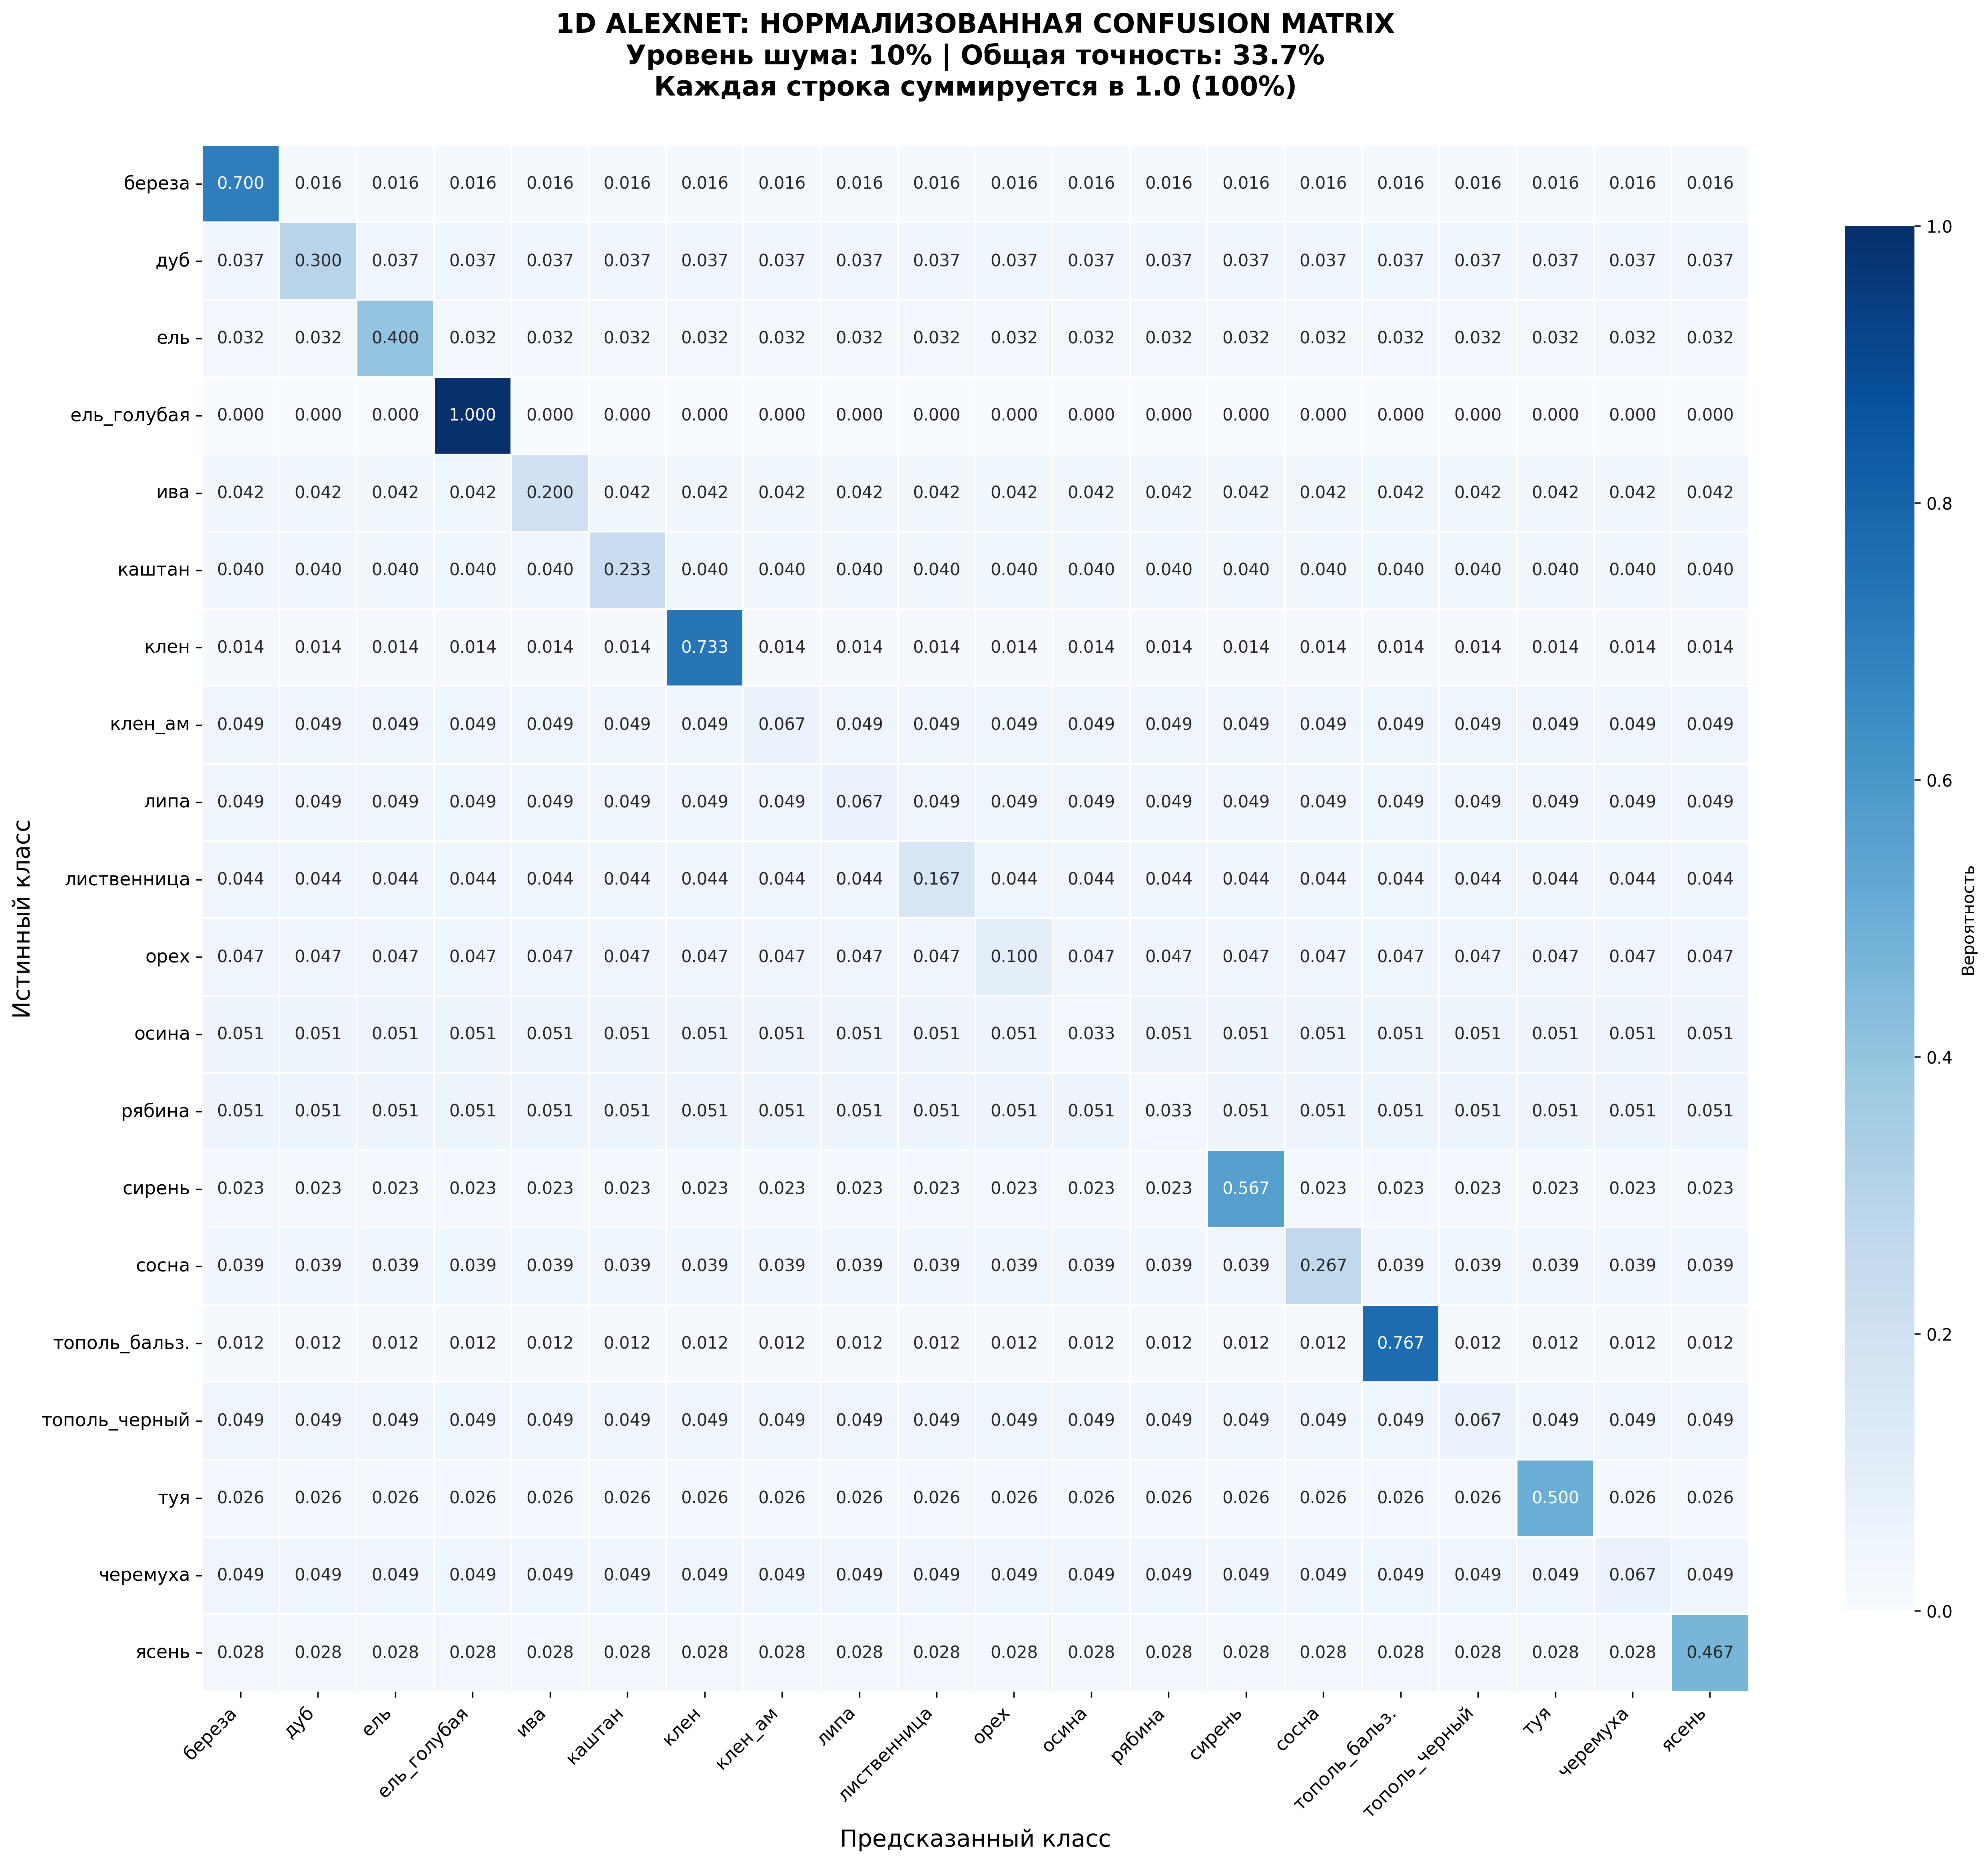 1D ALEXNET: НОРМАЛИЗОВАННАЯ CONFUSION MATRIX
Уровень шума: 10% | Общая точность: 33.7%
Каждая строка суммируется в 1.0 (100%)
береза 0.700 0.016 0.016 0.016 0.016 0.016 0.016 0.016 0.016 0.016 0.016 0.016 0.016 0.016 0.016 0.016 0.016 0.016 0.016 0.016
дуб 0.037 0.300 0.037 0.037 0.037 0.037 0.037 0.037 0.037 0.037 0.037 0.037 0.037 0.037 0.037 0.037 0.037 0.037 0.037 0.037
ель 0.032 0.032 0.400 0.032 0.032 0.032 0.032 0.032 0.032 0.032 0.032 0.032 0.032 0.032 0.032 0.032 0.032 0.032 0.032 0.032
ель_голубая 0.000 0.000 0.000 1.000 0.000 0.000 0.000 0.000 0.000 0.000 0.000 0.000 0.000 0.000 0.000 0.000 0.000 0.000 0.000 0.000
ива 0.042 0.042 0.042 0.042 0.200 0.042 0.042 0.042 0.042 0.042 0.042 0.042 0.042 0.042 0.042 0.042 0.042 0.042 0.042 0.042
каштан 0.040 0.040 0.040 0.040 0.040 0.233 0.040 0.040 0.040 0.040 0.040 0.040 0.040 0.040 0.040 0.040 0.040 0.040 0.040 0.040
клен 0.014 0.014 0.014 0.014 0.014 0.014 0.733 0.014 0.014 0.014 0.014 0.014 0.014 0.014 0.014 0.014 0.014 0.014 0.014 0.014
клен_ам 0.049 0.049 0.049 0.049 0.049 0.049 0.049 0.067 0.049 0.049 0.049 0.049 0.049 0.049 0.049 0.049 0.049 0.049 0.049 0.049
липа 0.049 0.049 0.049 0.049 0.049 0.049 0.049 0.049 0.067 0.049 0.049 0.049 0.049 0.049 0.049 0.049 0.049 0.049 0.049 0.049
лиственница 0.044 0.044 0.044 0.044 0.044 0.044 0.044 0.044 0.044 0.167 0.044 0.044 0.044 0.044 0.044 0.044 0.044 0.044 0.044 0.044
орех 0.047 0.047 0.047 0.047 0.047 0.047 0.047 0.047 0.047 0.047 0.100 0.047 0.047 0.047 0.047 0.047 0.047 0.047 0.047 0.047
осина 0.051 0.051 0.051 0.051 0.051 0.051 0.051 0.051 0.051 0.051 0.051 0.033 0.051 0.051 0.051 0.051 0.051 0.051 0.051 0.051
рябина 0.051 0.051 0.051 0.051 0.051 0.051 0.051 0.051 0.051 0.051 0.051 0.051 0.033 0.051 0.051 0.051 0.051 0.051 0.051 0.051
сирень 0.023 0.023 0.023 0.023 0.023 0.023 0.023 0.023 0.023 0.023 0.023 0.023 0.023 0.567 0.023 0.023 0.023 0.023 0.023 0.023
сосна 0.039 0.039 0.039 0.039 0.039 0.039 0.039 0.039 0.039 0.039 0.039 0.039 0.039 0.039 0.267 0.039 0.039 0.039 0.039 0.039
тополь_бальз. 0.012 0.012 0.012 0.012 0.012 0.012 0.012 0.012 0.012 0.012 0.012 0.012 0.012 0.012 0.012 0.767 0.012 0.012 0.012 0.012
тополь_черный 0.049 0.049 0.049 0.049 0.049 0.049 0.049 0.049 0.049 0.049 0.049 0.049 0.049 0.049 0.049 0.049 0.067 0.049 0.049 0.049
туя 0.026 0.026 0.026 0.026 0.026 0.026 0.026 0.026 0.026 0.026 0.026 0.026 0.026 0.026 0.026 0.026 0.026 0.500 0.026 0.026
черемуха 0.049 0.049 0.049 0.049 0.049 0.049 0.049 0.049 0.049 0.049 0.049 0.049 0.049 0.049 0.049 0.049 0.049 0.049 0.067 0.049
ясень 0.028 0.028 0.028 0.028 0.028 0.028 0.028 0.028 0.028 0.028 0.028 0.028 0.028 0.028 0.028 0.028 0.028 0.028 0.028 0.467
береза дуб ель ель_голубая ива каштан клен клен_ам липа лиственница орех осина рябина сирень сосна тополь_бальз. тополь_черный туя черемуха ясень
Предсказанный класс
Истинный класс
1.0
0.8
0.6
0.4
0.2
0.0
Вероятность